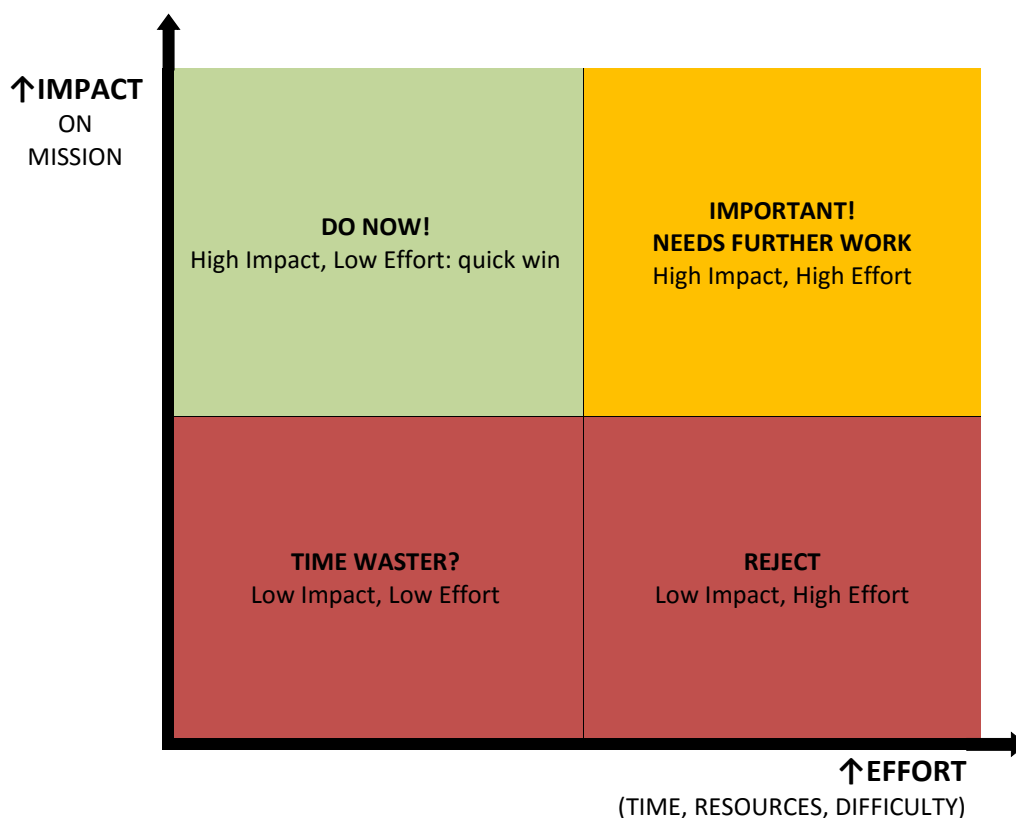 ↑IMPACT
ON
MISSION
DO NOW!
High Impact, Low Effort: quick win
IMPORTANT!
NEEDS FURTHER WORK
High Impact, High Effort
TIME WASTER?
Low Impact, Low Effort
REJECT
Low Impact, High Effort
↑EFFORT
(TIME, RESOURCES, DIFFICULTY)